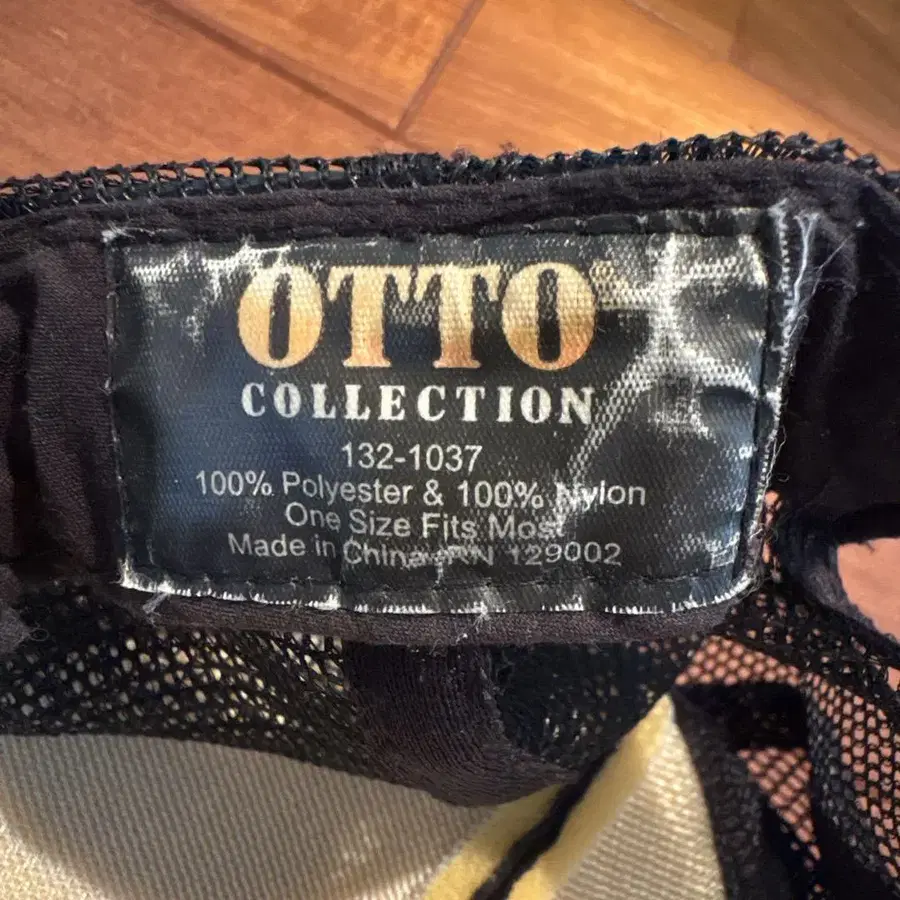 OTTO
COLLECTION
132-1037
100% Polyester & 100% Nylon
One Size Fits Most
Made in China RN 129002